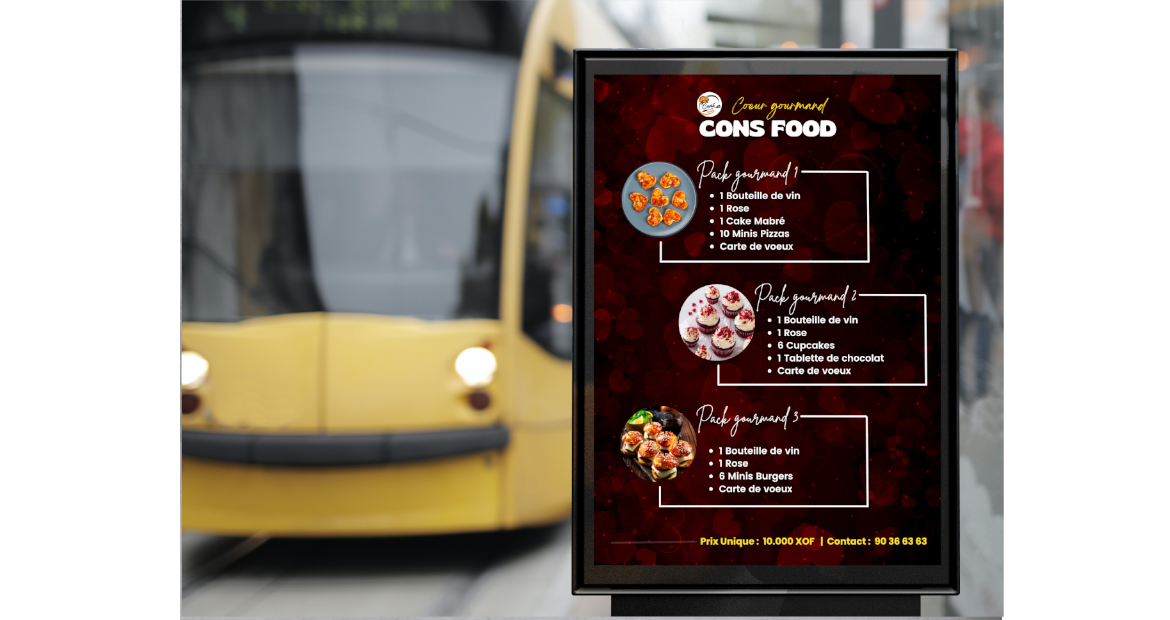 Coeur gourmand
CONS FOOD
Pack gourmand 1
• 1 Bouteille de vin
• 1 Rose
• 1 Cake Mabré
• 10 Minis Pizzas
• Carte de voeux
Pack gourmand 2
• 1 Bouteille de vin
• 1 Rose
• 6 Cupcakes
• 1 Tablette de chocolat
• Carte de voeux
Pack gourmand 3
• 1 Bouteille de vin
• 1 Rose
• 6 Minis Burgers
• Carte de voeux
Prix Unique : 10.000 XOF | Contact : 90 36 63 63